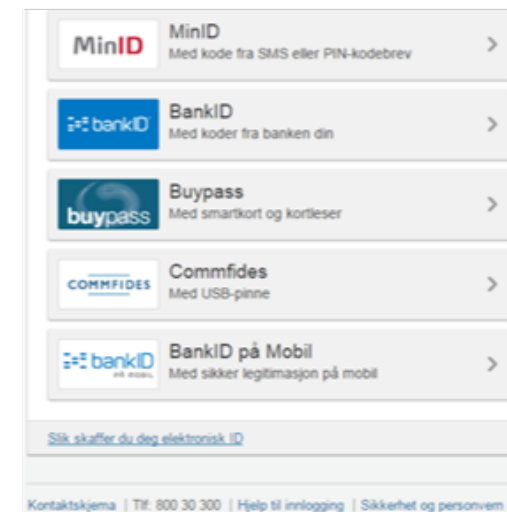 MinID
MinID
Med kode fra SMS eller PIN-kodebrev
bankID
BankID
Med koder fra banken din
buypass
Buypass
Med smartkort og kortleser
COMMFIDES
Commfides
Med USB-pinne
bankID
PÅ MOBIL
BankID på Mobil
Med sikker legitimasjon på mobil
Slik skaffer du deg elektronisk ID
Kontaktskjema | Tlf: 800 30 300 | Hjelp til innlogging | Sikkerhet og personvern